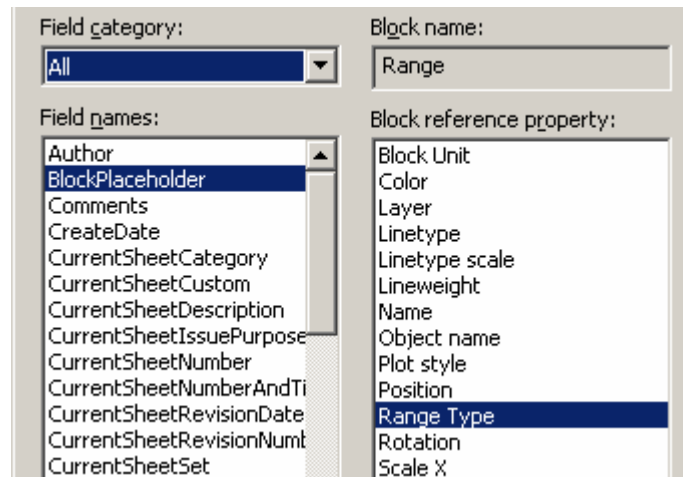 Field category:
All
Field names:
Author
BlockPlaceholder
Comments
CreateDate
CurrentSheetCategory
CurrentSheetCustom
CurrentSheetDescription
CurrentSheetIssuePurpose
CurrentSheetNumber
CurrentSheetNumberAndTi
CurrentSheetRevisionDate
CurrentSheetRevisionNumb
CurrentSheetSet
Block name:
Range
Block reference property:
Block Unit
Color
Layer
Linetype
Linetype scale
Lineweight
Name
Object name
Plot style
Position
Range Type
Rotation
Scale X